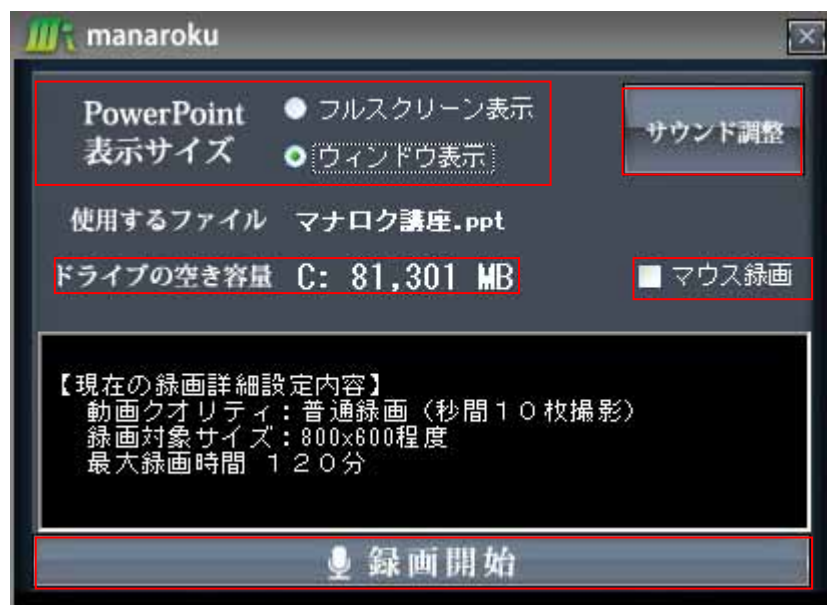 manaroku
PowerPoint
表示サイズ
フルスクリーン表示
ウィンドウ表示
サウンド調整
使用するファイル マナロク講座.ppt
ドライブの空き容量 C: 81,301 MB
マウス録画
【現在の録画詳細設定内容】
動画クオリティ：普通録画（秒間１０枚撮影）
録画対象サイズ：800x600程度
最大録画時間 １２０分
録画開始